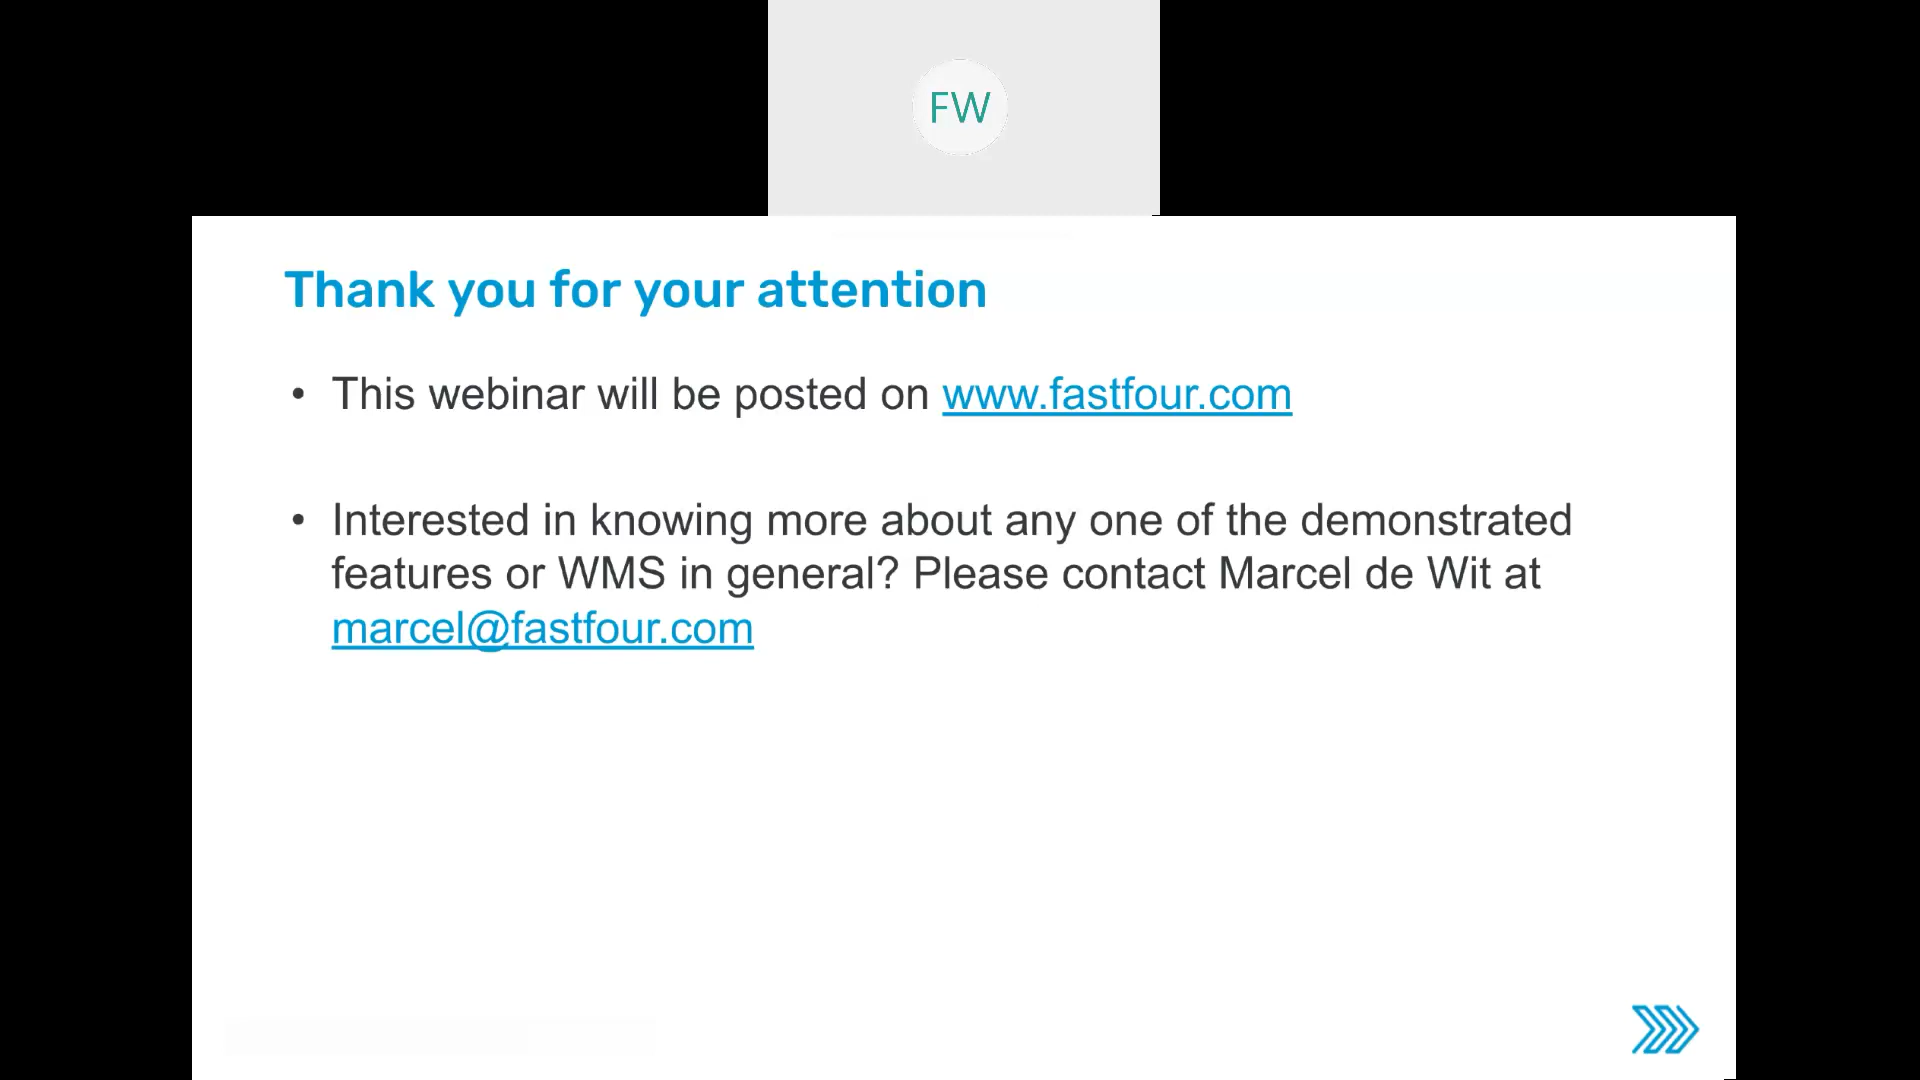 FW
Thank you for your attention
• This webinar will be posted on www.fastfour.com
• Interested in knowing more about any one of the demonstrated
features or WMS in general? Please contact Marcel de Wit at
marcel@fastfour.com